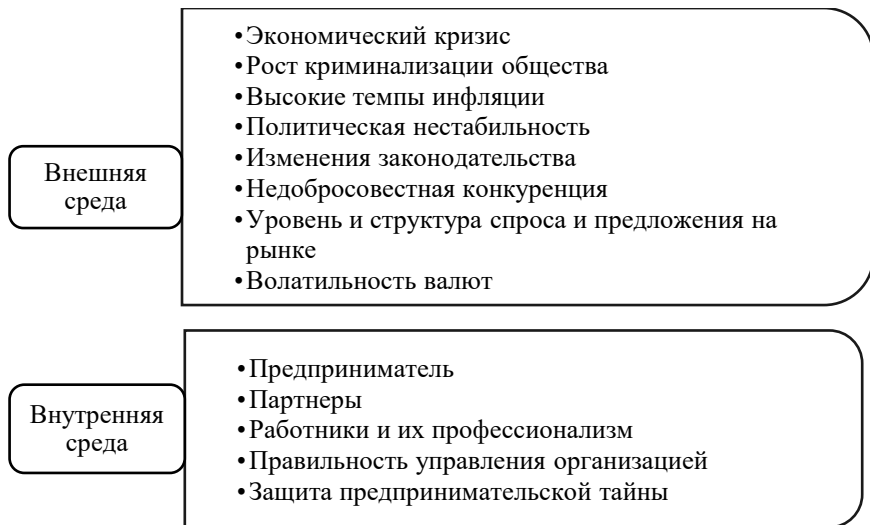 Внешняя
среда
•Экономический кризис
•Рост криминализации общества
•Высокие темпы инфляции
•Политическая нестабильность
•Изменения законодательства
•Недобросовестная конкуренция
•Уровень и структура спроса и предложения на
рынке
•Волатильность валют
Внутренняя
среда
•Предприниматель
•Партнеры
•Работники и их профессионализм
•Правильность управления организацией
•Защита предпринимательской тайны